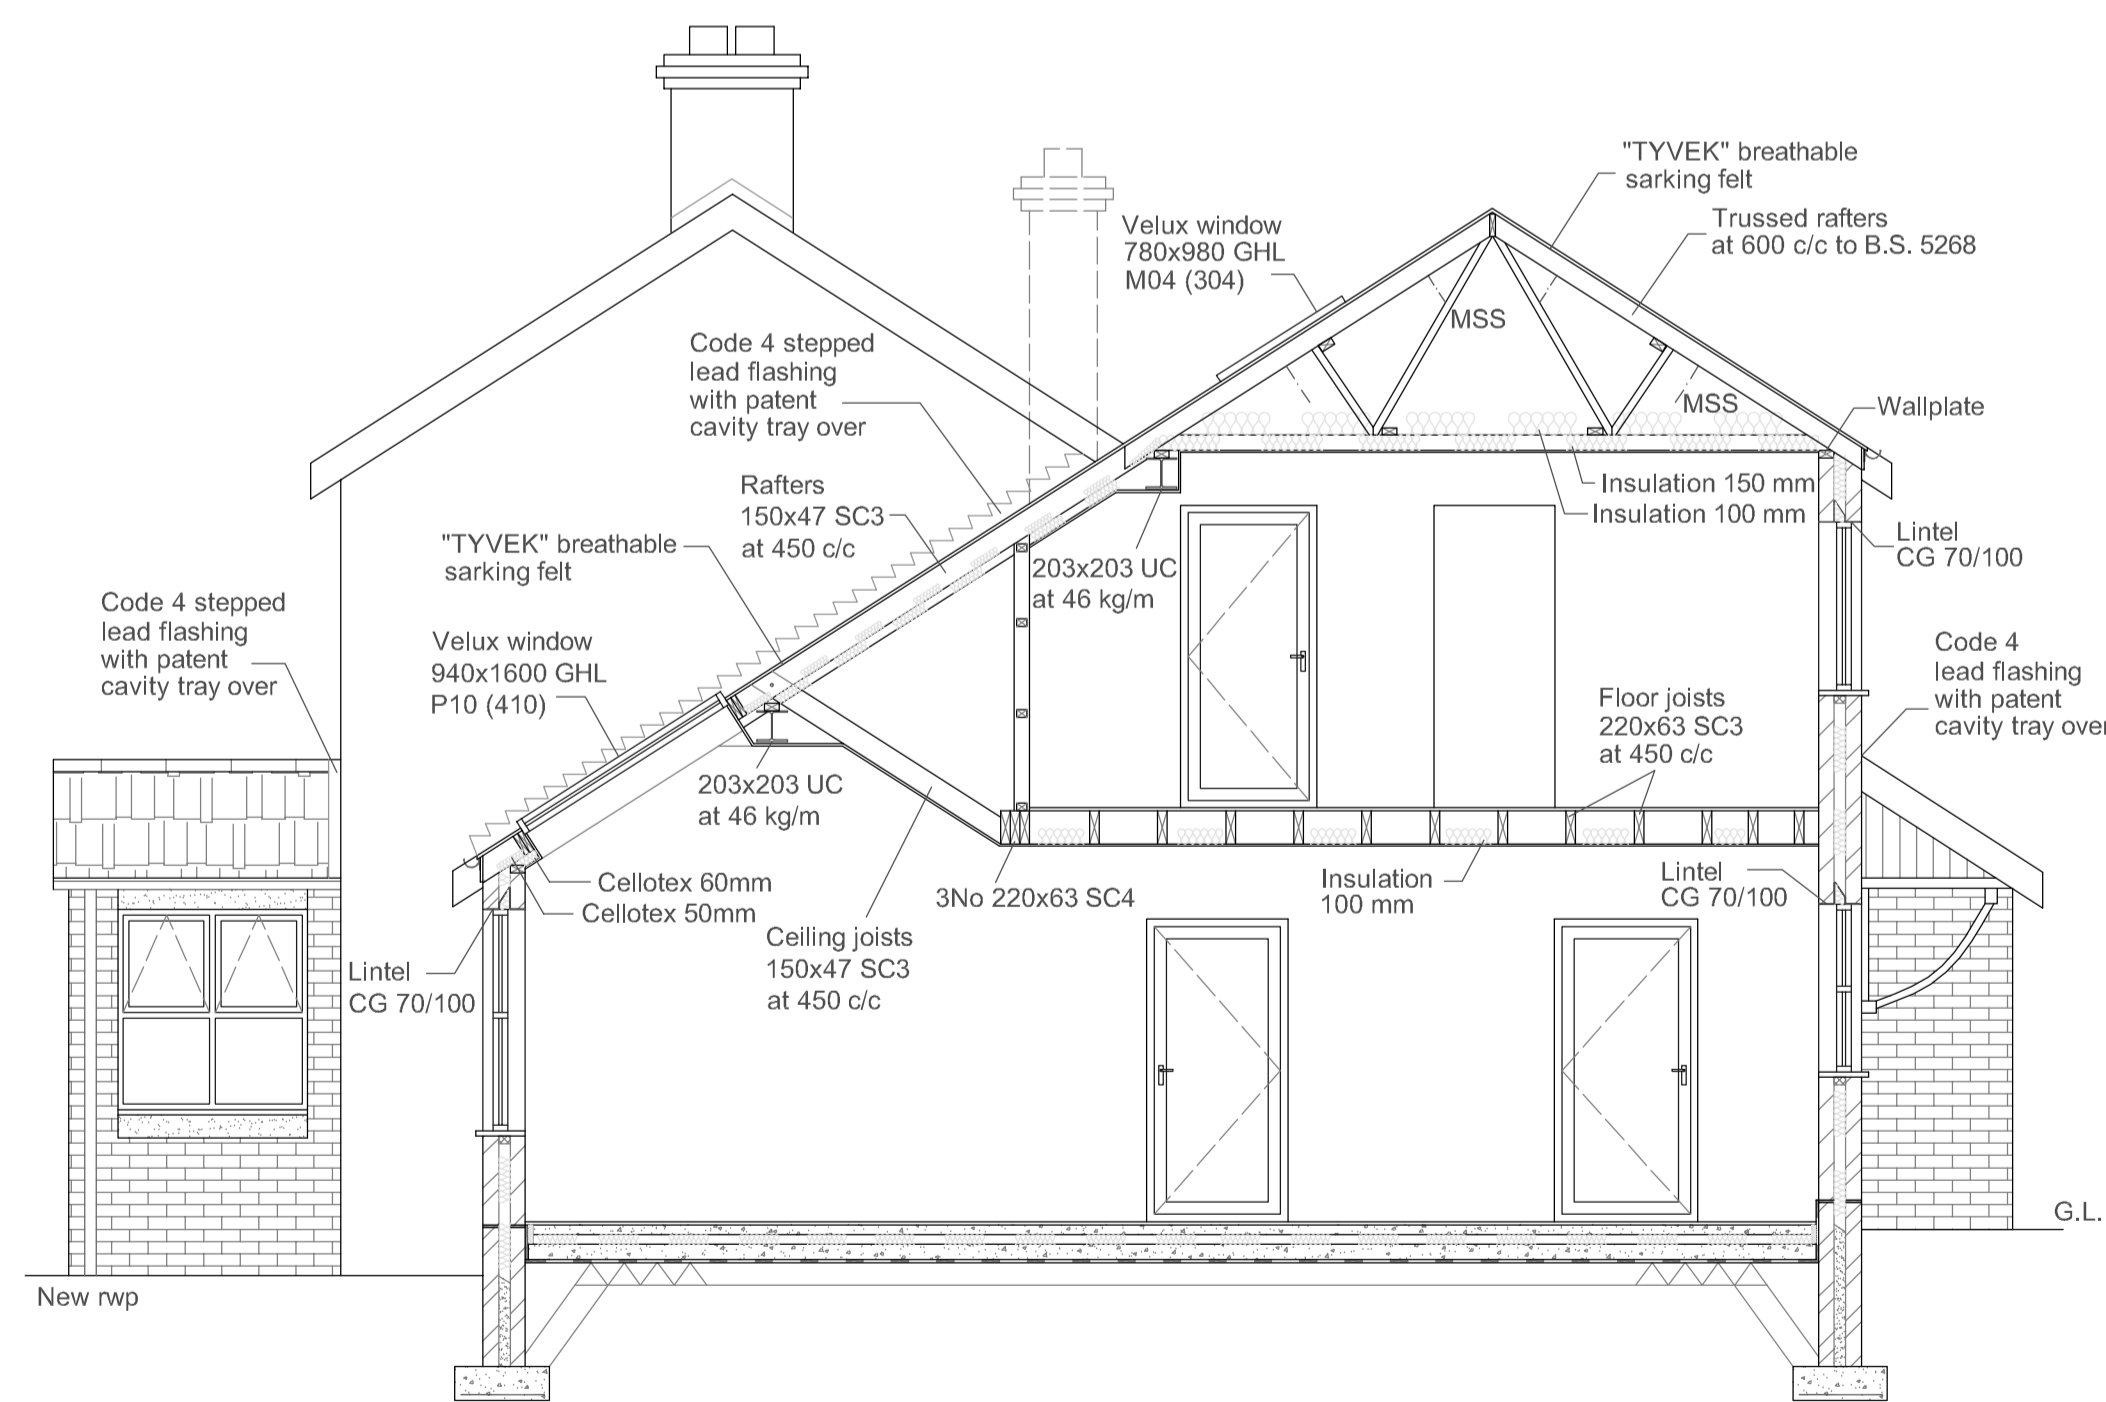 "TYVEK" breathable
sarking felt
Trussed rafters
at 600 c/c to B.S. 5268
Velux window
780x980 GHL
M04 (304)
MSS
Code 4 stepped
lead flashing
with patent
cavity tray over
MSS
Wallplate
Rafters
150x47 SC3
at 450 c/c
Insulation 150 mm
Insulation 100 mm
"TYVEK" breathable
sarking felt
203x203 UC
at 46 kg/m
Lintel
CG 70/100
Code 4 stepped
lead flashing
with patent
cavity tray over
Velux window
940x1600 GHL
P10 (410)
Code 4
lead flashing
with patent
cavity tray over
Floor joists
220x63 SC3
at 450 c/c
203x203 UC
at 46 kg/m
Cellotex 60mm
Cellotex 50mm
3No 220x63 SC4
Insulation
100 mm
Lintel
CG 70/100
Ceiling joists
150x47 SC3
at 450 c/c
Lintel
CG 70/100
G.L.
New rwp